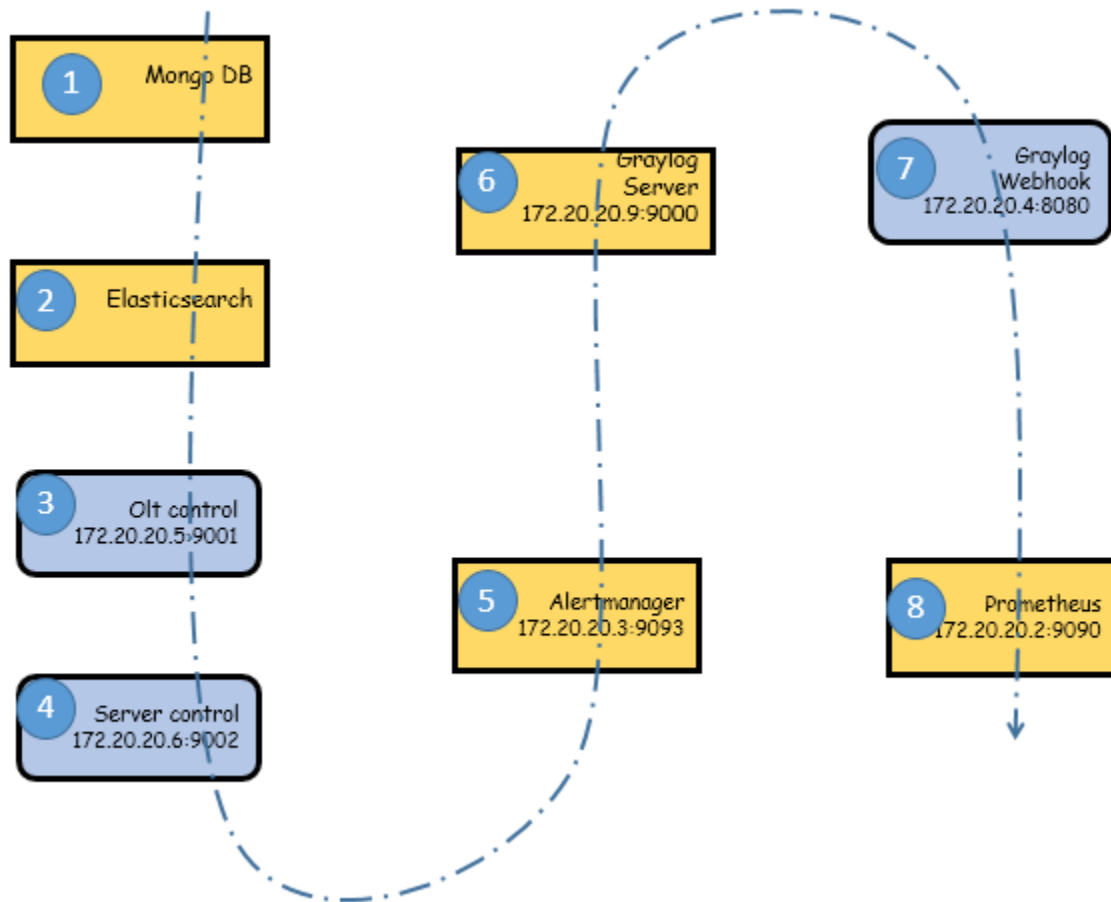 1
Mongo DB
2
Elasticsearch
3
Olt control
172.20.20.5:9001
4
Server control
172.20.20.6:9002
5
Alertmanager
172.20.20.3:9093
6
Graylog
Server
172.20.20.9:9000
7
Graylog
Webhook
172.20.20.4:8080
8
Prometheus
172.20.20.2:9090